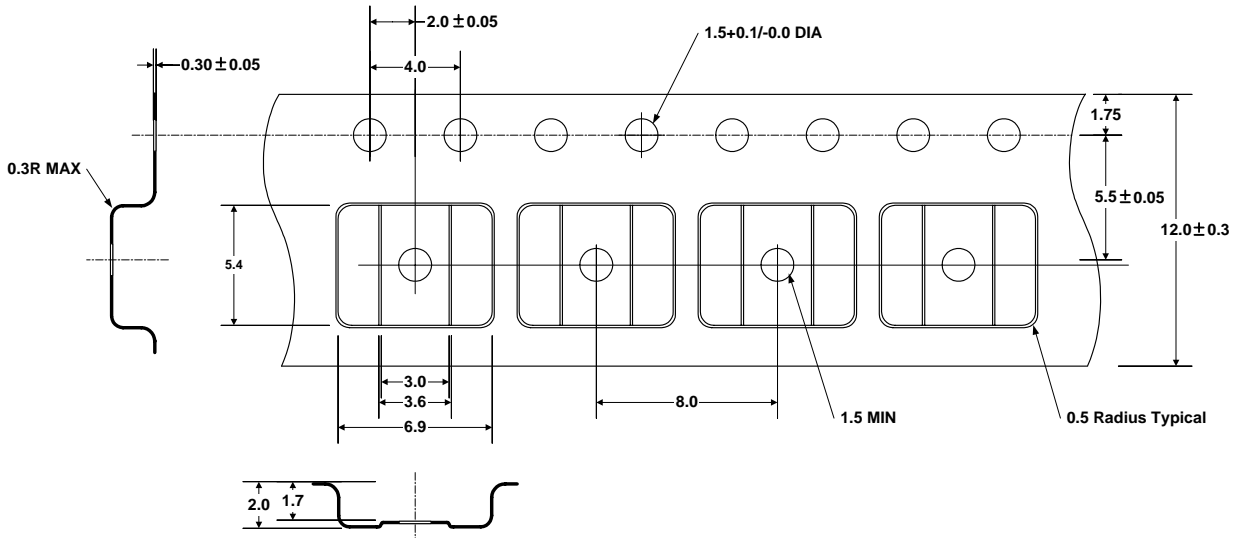 2.0 ± 0.05
1.5+0.1/-0.0 DIA
0.30 ± 0.05
4.0
1.75
0.3R MAX
5.5 ± 0.05
12.0 ± 0.3
5.4
3.0
3.6
8.0
6.9
1.5 MIN
0.5 Radius Typical
2.0
1.7